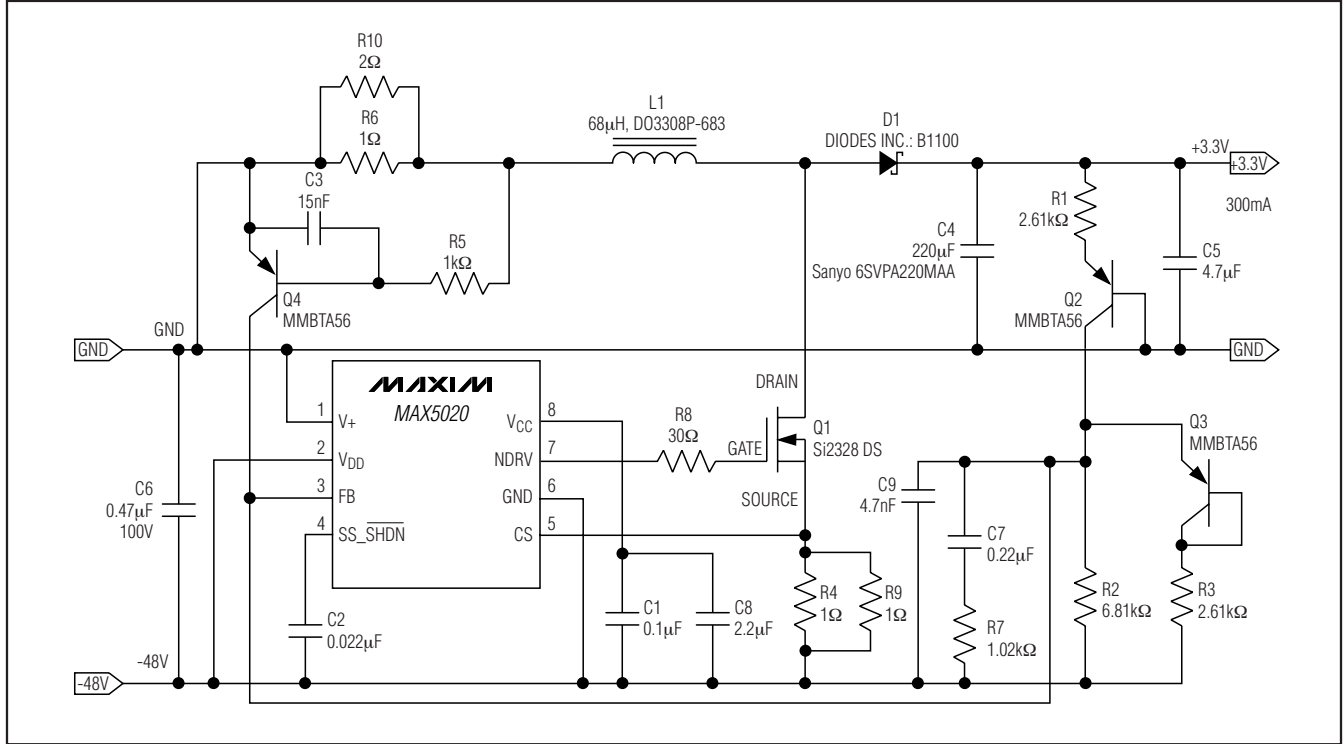 R10
2Ω
R6
1Ω
L1
68μH, DO3308P-683
D1
DIODES INC.: B1100
+3.3V
+3.3V
300mA
C3
15nF
R5
1kΩ
Q4
MMBTA56
R1
2.61kΩ
C4
220μF
Sanyo 6SVPA220MAA
C5
4.7μF
Q2
MMBTA56
GND
GND
GND
MAXIM
MAX5020
1 V+
2 VDD
3 FB
4 SS_SHDN
8 VCC
7 NDRV
6 GND
5 CS
DRAIN
R8
30Ω
GATE
Q1
Si2328 DS
SOURCE
Q3
MMBTA56
C6
0.47μF
100V
C9
4.7nF
C7
0.22μF
C2
0.022μF
C1
0.1μF
C8
2.2μF
R4
1Ω
R9
1Ω
R7
1.02kΩ
R2
6.81kΩ
R3
2.61kΩ
-48V
-48V